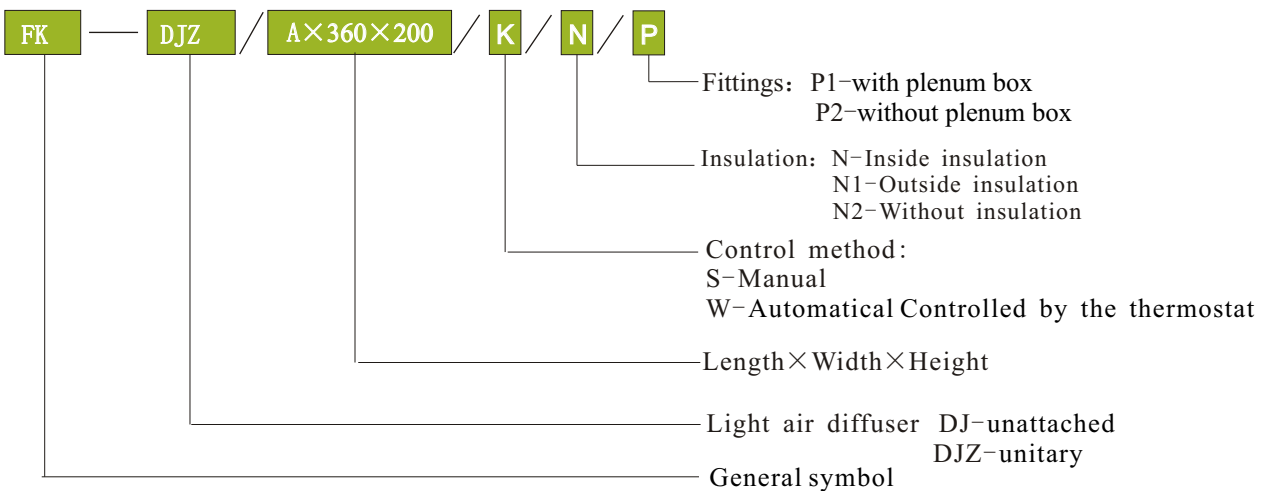 FK — DJZ / A×360×200 / K / N / P
Fittings：P1-with plenum box
P2-without plenum box
Insulation：N-Inside insulation
N1-Outside insulation
N2-Without insulation
Control method：
S-Manual
W-Automatical Controlled by the thermostat
Length×Width×Height
Light air diffuser DJ-unattached
DJZ-unitary
General symbol